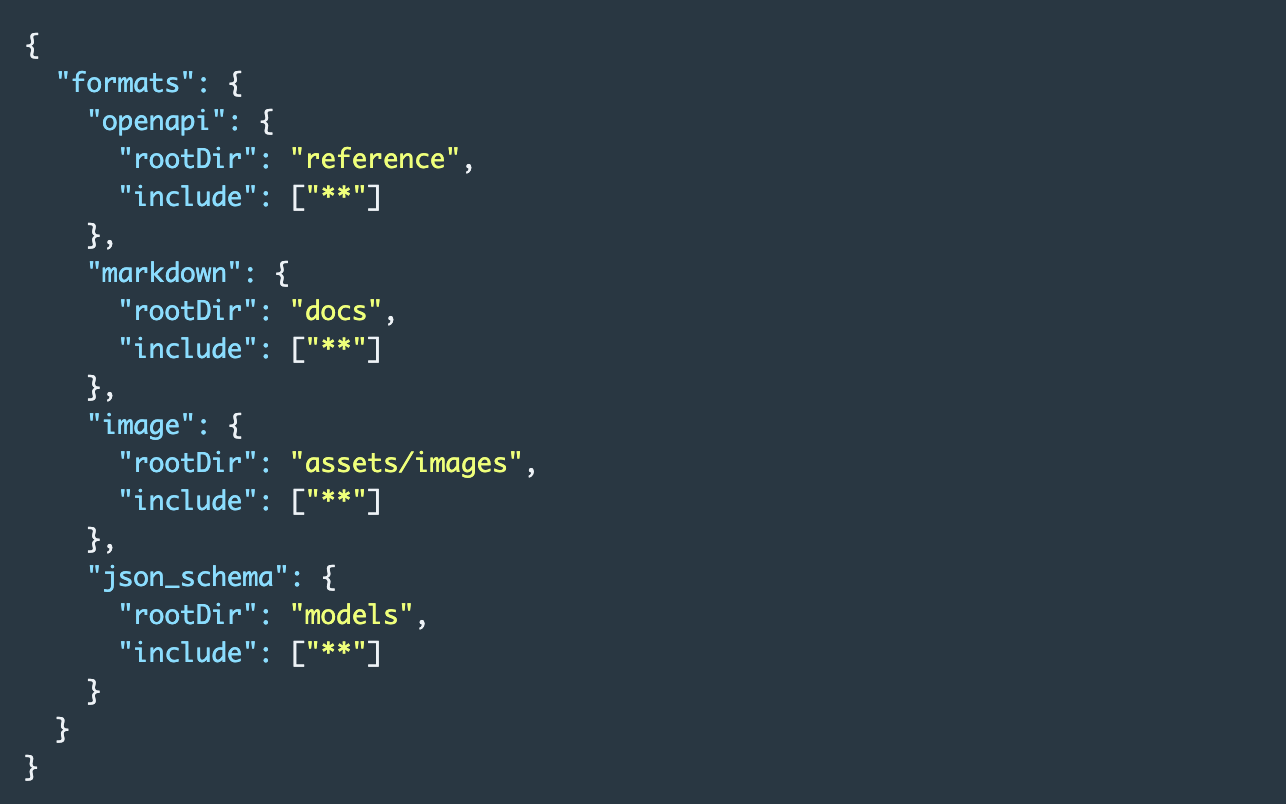 {
  "formats": {
    "openapi": {
      "rootDir": "reference",
      "include": ["**"]
    },
    "markdown": {
      "rootDir": "docs",
      "include": ["**"]
    },
    "image": {
      "rootDir": "assets/images",
      "include": ["**"]
    },
    "json_schema": {
      "rootDir": "models",
      "include": ["**"]
    }
  }
}